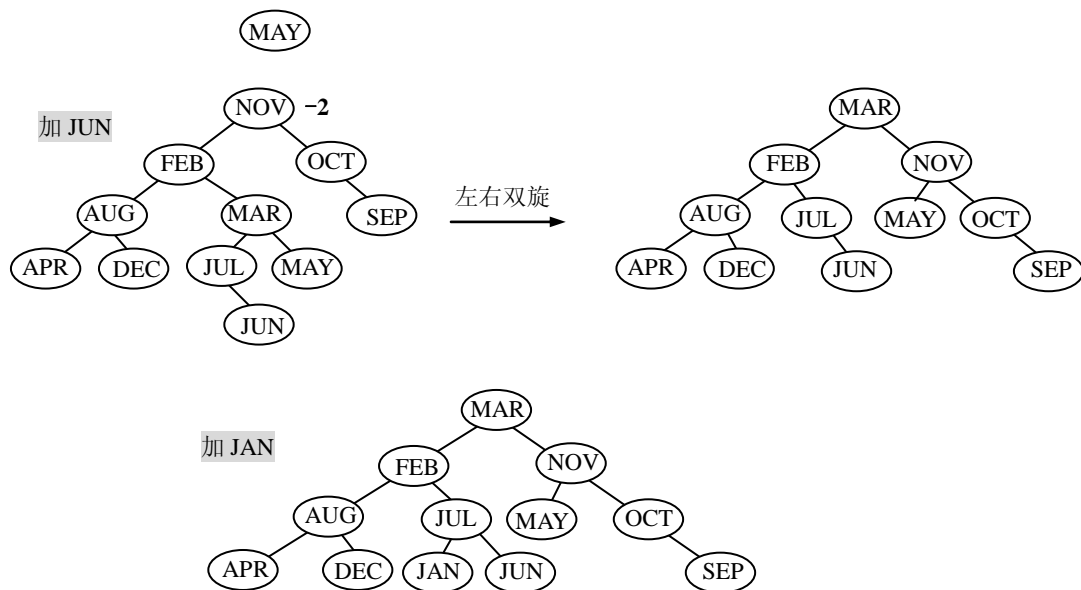 MAY
加 JUN
NOV −2
FEB OCT
AUG MAR SEP
APR DEC JUL MAY
JUN
左右双旋
MAR
FEB NOV
AUG JUL MAY OCT
APR DEC JUN SEP
加 JAN
MAR
FEB NOV
AUG JUL MAY OCT
APR DEC JAN JUN SEP